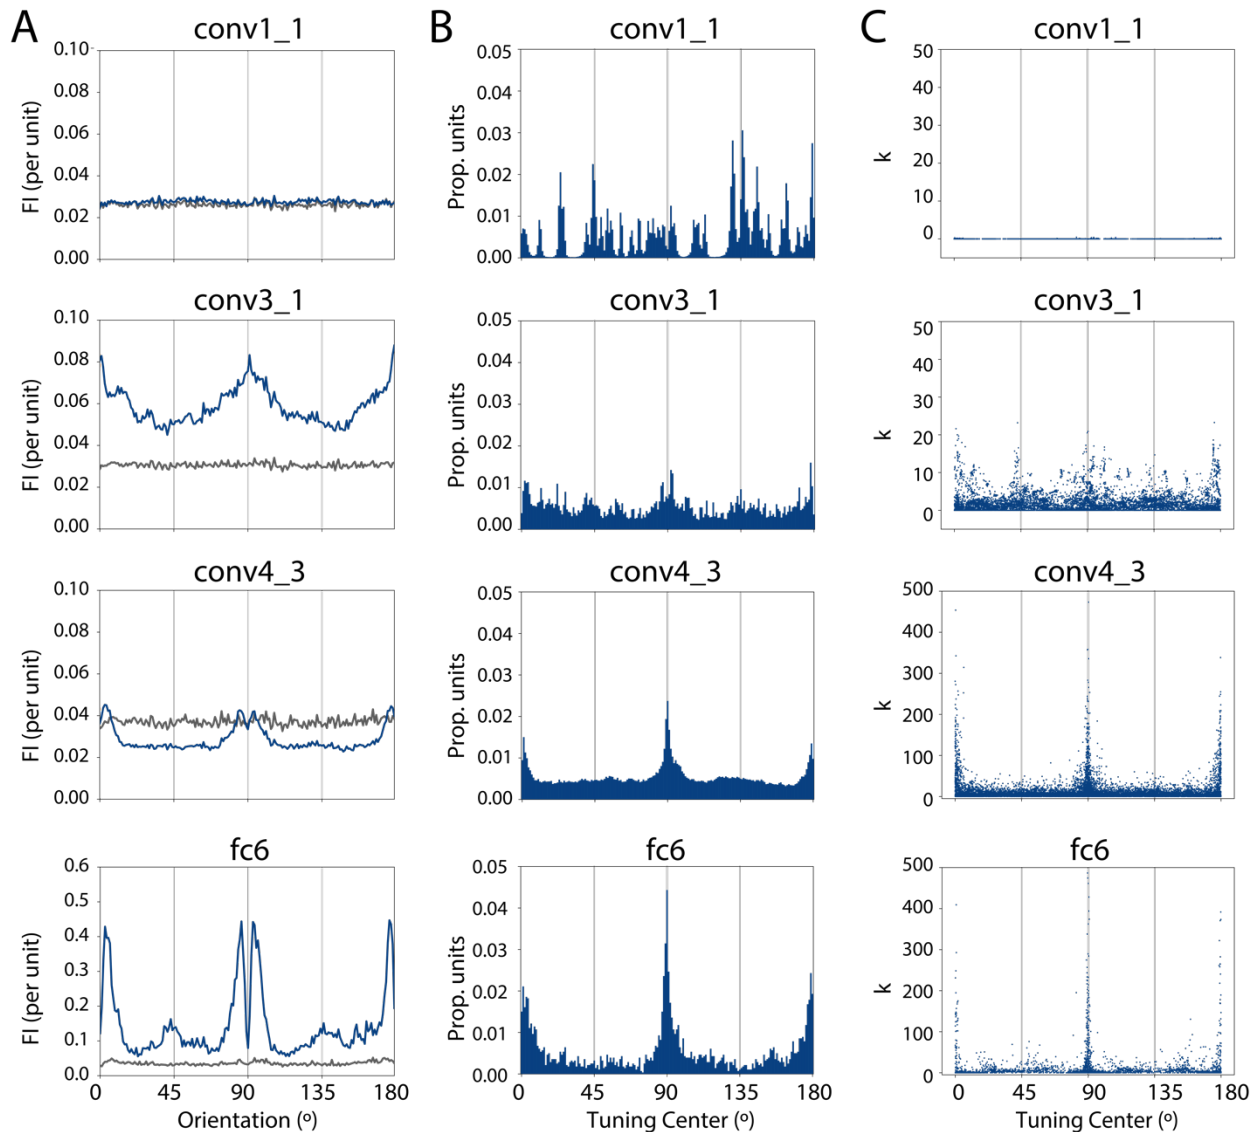 A
conv1_1
0.10
0.08
0.06
0.04
0.02
0.00
FI (per unit)
conv3_1
0.10
0.08
0.06
0.04
0.02
0.00
FI (per unit)
conv4_3
0.10
0.08
0.06
0.04
0.02
0.00
FI (per unit)
fc6
0.6
0.5
0.4
0.3
0.2
0.1
0.0
FI (per unit)
0 45 90 135 180
Orientation (º)
B
conv1_1
0.05
0.04
0.03
0.02
0.01
0.00
Prop. units
conv3_1
0.05
0.04
0.03
0.02
0.01
0.00
Prop. units
conv4_3
0.05
0.04
0.03
0.02
0.01
0.00
Prop. units
fc6
0.05
0.04
0.03
0.02
0.01
0.00
Prop. units
0 45 90 135 180
Tuning Center (º)
C
conv1_1
50
40
30
20
10
0
k
conv1_1
50
40
30
20
10
0
k
conv4_3
500
400
300
200
100
0
k
fc6
500
400
300
200
100
0
k
0 45 90 135 180
Tuning Center (º)